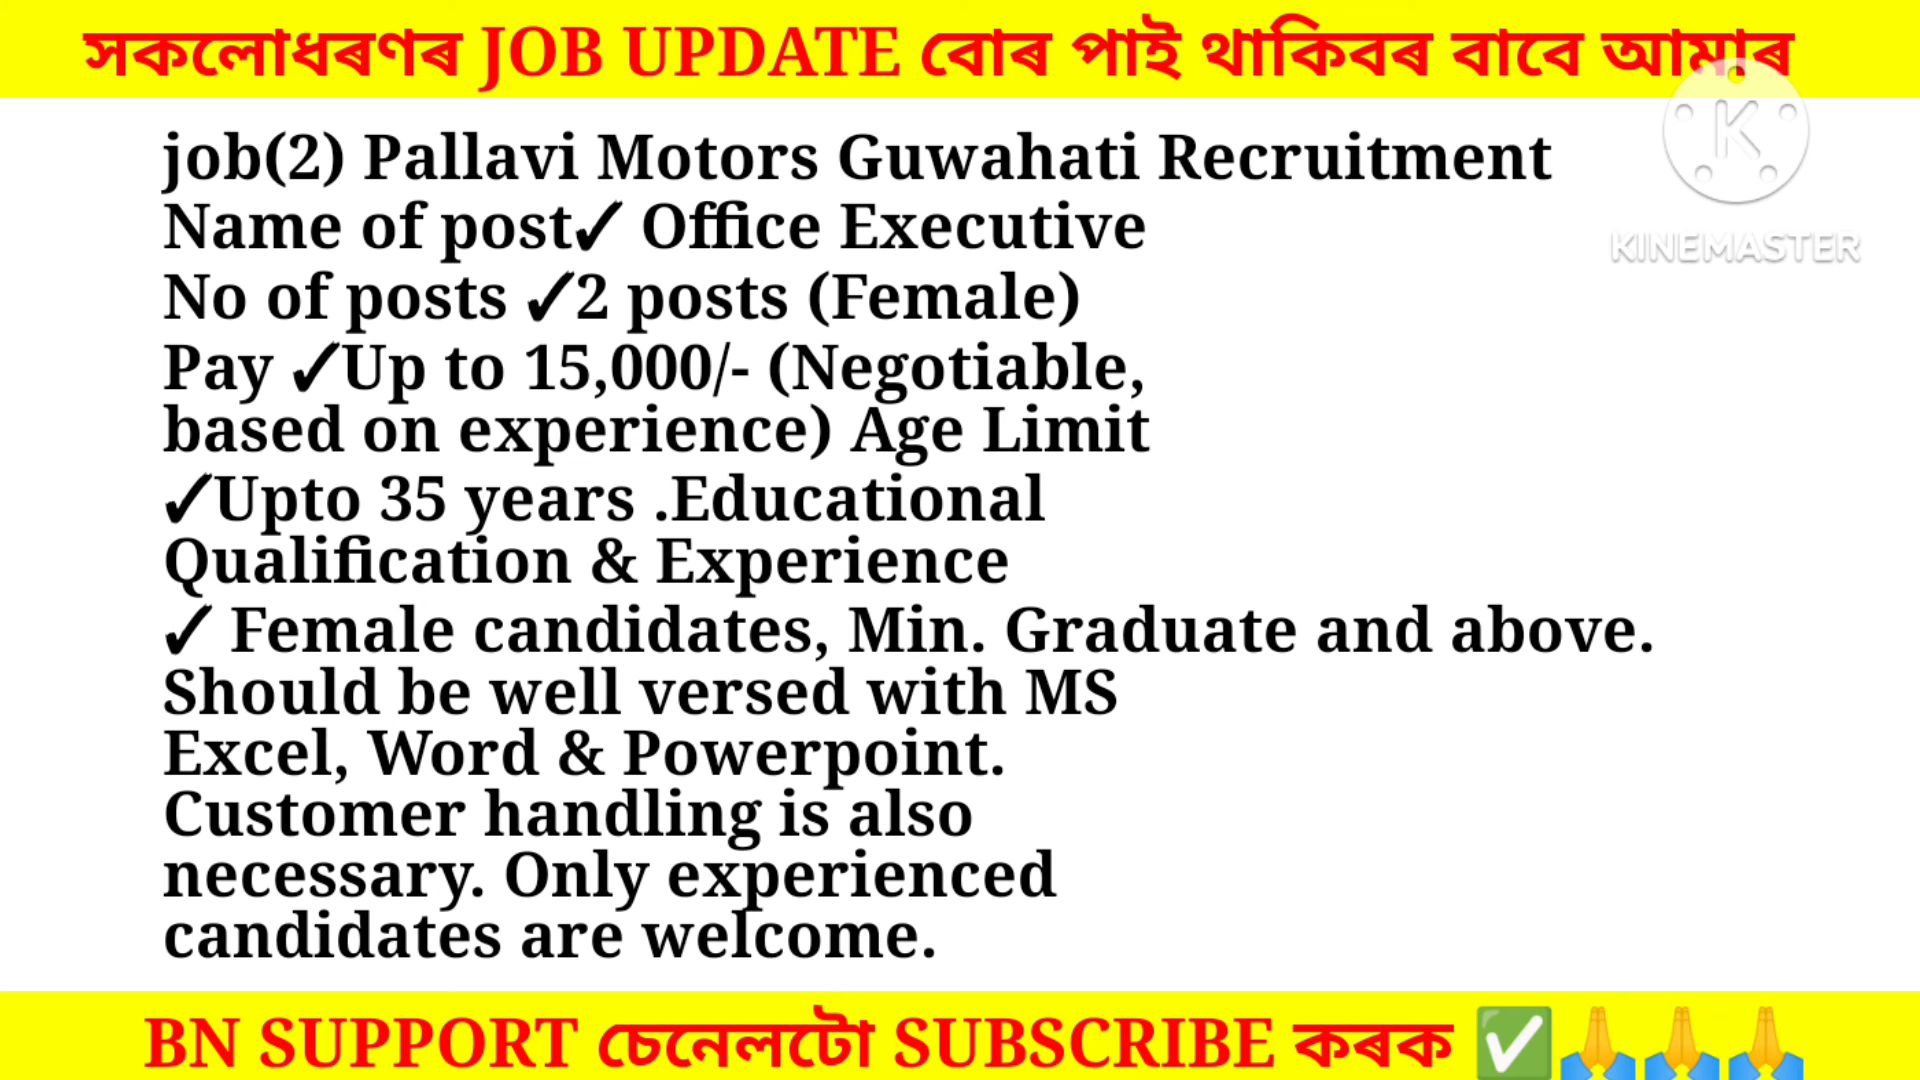 সকলোধৰণৰ JOB UPDATE বোৰ পাই থাকিবৰ বাবে আমাৰ
job(2) Pallavi Motors Guwahati Recruitment
KINEMASTER
Name of post✓ Office Executive
No of posts ✓2 posts (Female)
Pay ✓Up to 15,000/- (Negotiable,
based on experience) Age Limit
✓Upto 35 years .Educational
Qualification & Experience
✓ Female candidates, Min. Graduate and above.
Should be well versed with MS
Excel, Word & Powerpoint.
Customer handling is also
necessary. Only experienced
candidates are welcome.
BN SUPPORT চেনেলটো SUBSCRIBE কৰক ✅🙏🙏🙏